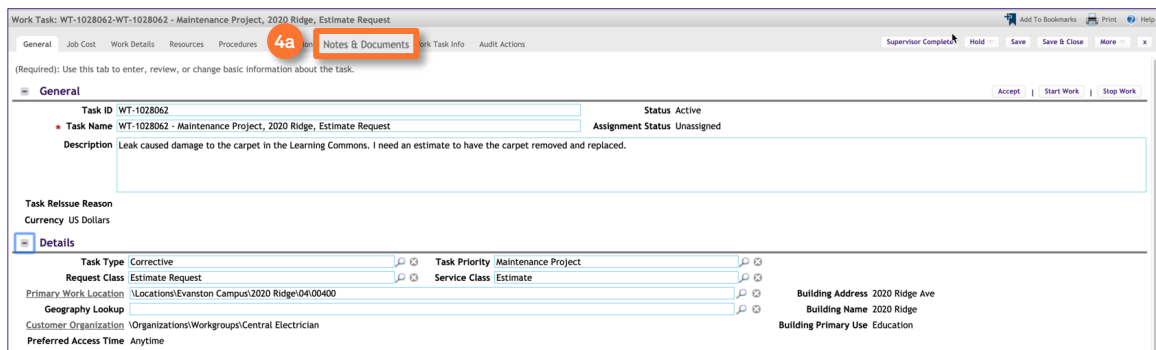 Work Task: WT-1028062-WT-1028062 - Maintenance Project, 2020 Ridge, Estimate Request Add To Bookmarks Print Help
General Job Cost Work Details Resources Procedures 4a Notes & Documents Work Task Info Audit Actions Supervisor Complete Hold Save Save & Close More x
(Required): Use this tab to enter, review, or change basic information about the task.
General Accept | Start Work | Stop Work
Task ID WT-1028062 Status Active
* Task Name WT-1028062 - Maintenance Project, 2020 Ridge, Estimate Request Assignment Status Unassigned
Description Leak caused damage to the carpet in the Learning Commons. I need an estimate to have the carpet removed and replaced.
Task ReIssue Reason
Currency US Dollars
Details
Task Type Corrective Task Priority Maintenance Project
Request Class Estimate Request Service Class Estimate
Primary Work Location \Locations\Evanston Campus\2020 Ridge\04\00400 Building Address 2020 Ridge Ave
Geography Lookup Building Name 2020 Ridge
Customer Organization \Organizations\Workgroups\Central Electrician Building Primary Use Education
Preferred Access Time Anytime